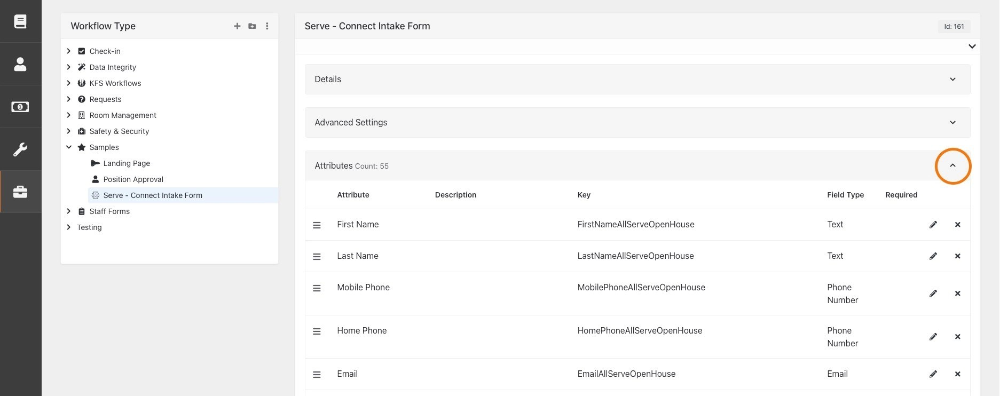 Workflow Type
Check-in
Data Integrity
KFS Workflows
Requests
Room Management
Safety & Security
Samples
Landing Page
Position Approval
Serve - Connect Intake Form
Staff Forms
Testing
Serve - Connect Intake Form
Id: 161
Details
Advanced Settings
Attributes Count: 55
Attribute Description Key Field Type Required
First Name FirstNameAllServeOpenHouse Text
Last Name LastNameAllServeOpenHouse Text
Mobile Phone MobilePhoneAllServeOpenHouse Phone
Number
Home Phone HomePhoneAllServeOpenHouse Phone
Number
Email EmailAllServeOpenHouse Email